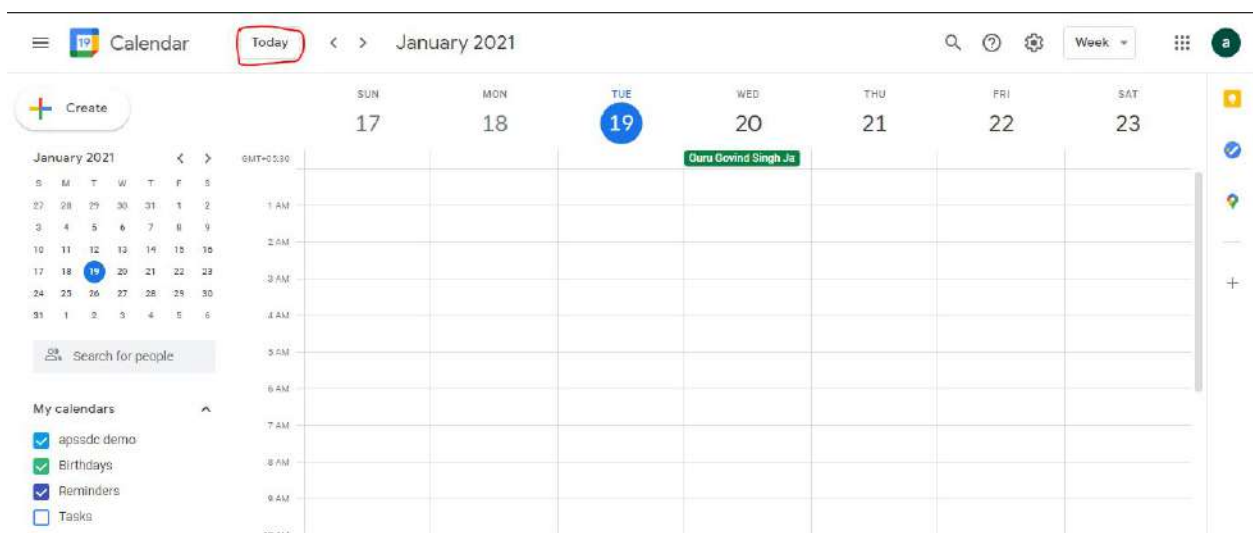 19 Calendar Today < > January 2021 Week a
Create
SUN MON TUE WED THU FRI SAT
17 18 19 20 21 22 23
January 2021 < >
GMT+05:30 Guru Govind Singh Ja
S M T W T F S
27 28 29 30 31 1 2
1 AM
3 4 5 6 7 8 9
2 AM
10 11 12 13 14 15 16
17 18 19 20 21 22 23
3 AM
24 25 26 27 28 29 30
31 1 2 3 4 5 6
4 AM
Search for people
5 AM
6 AM
My calendars
7 AM
apssdc demo
Birthdays
8 AM
Reminders
9 AM
Tasks